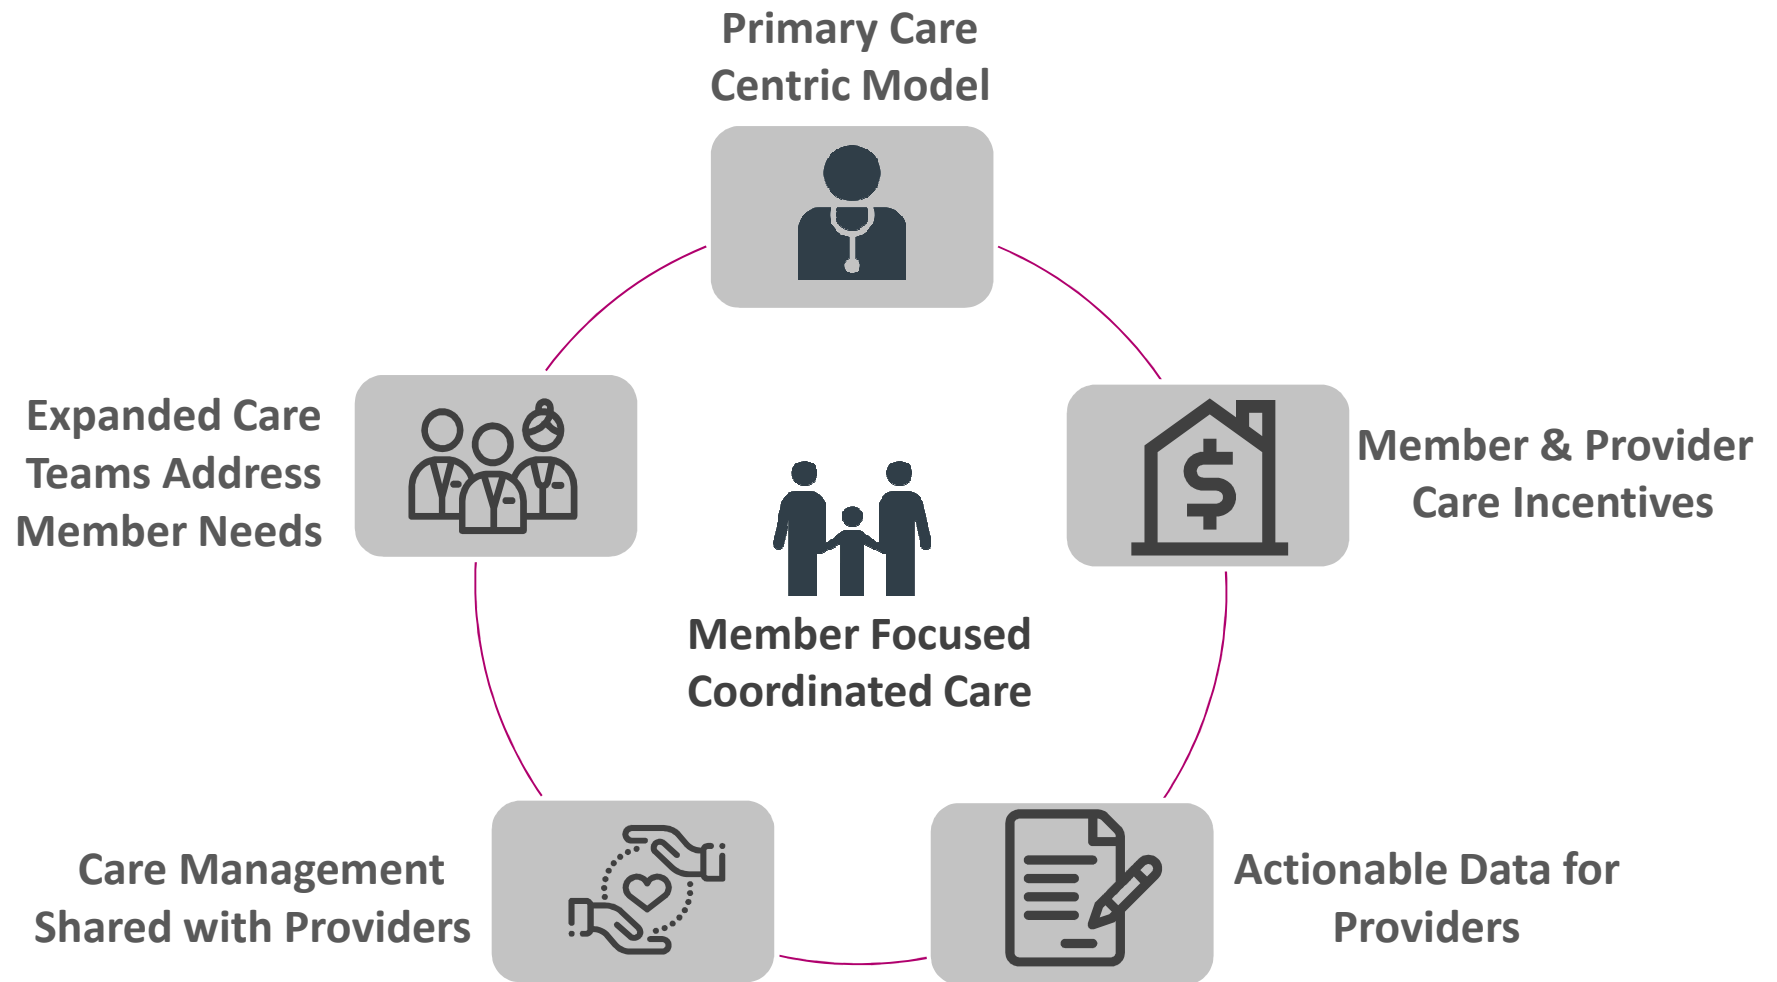 Primary Care
Centric Model
Expanded Care
Teams Address
Member Needs
Member & Provider
Care Incentives
$
Member Focused
Coordinated Care
Care Management
Shared with Providers
Actionable Data for
Providers